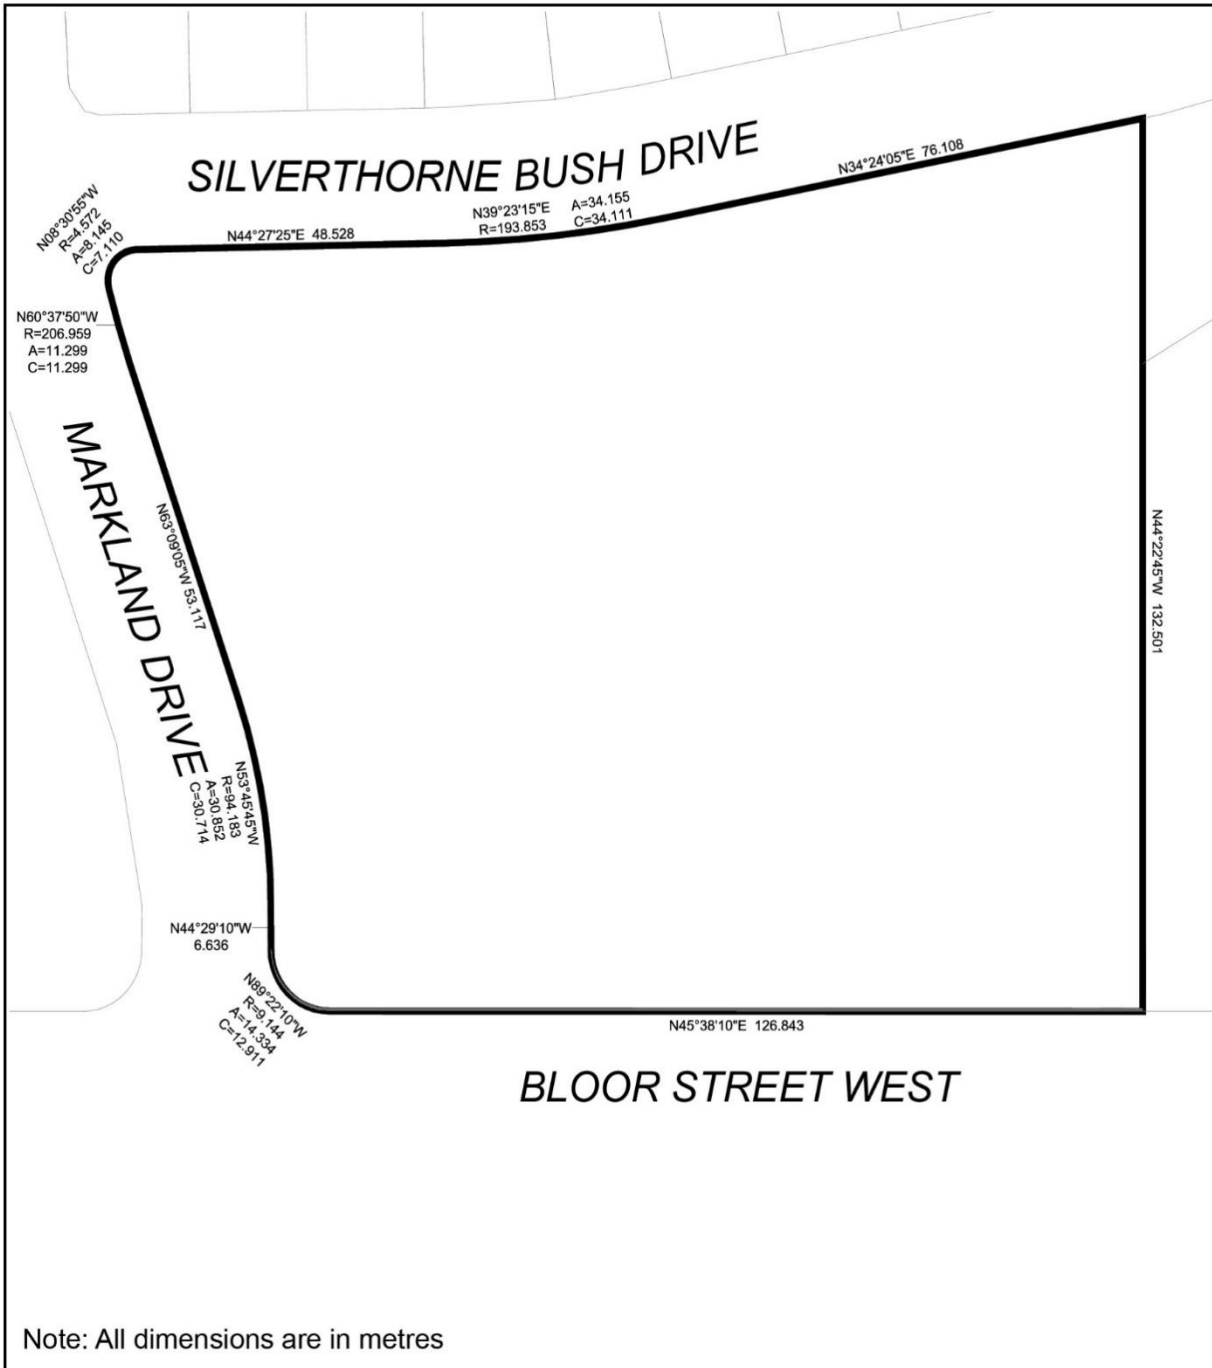 SILVERTHORNE BUSH DRIVE
N34°24'05"E 76.108
N39°23'15"E A=34.155
R=193.853 C=34.111
N44°27'25"E 48.528
N08°30'55"W
R=4.572
A=8.145
C=7.110
N60°37'50"W
R=206.959
A=11.299
C=11.299
MARKLAND DRIVE
N63°09'05"W 53.117
N44°22'45"W 132.501
N53°45'45"W
R=94.183
A=30.852
C=30.714
N44°29'10"W
6.636
N89°22'10"W
R=9.144
A=14.334
C=12.911
N45°38'10"E 126.843
BLOOR STREET WEST
Note: All dimensions are in metres